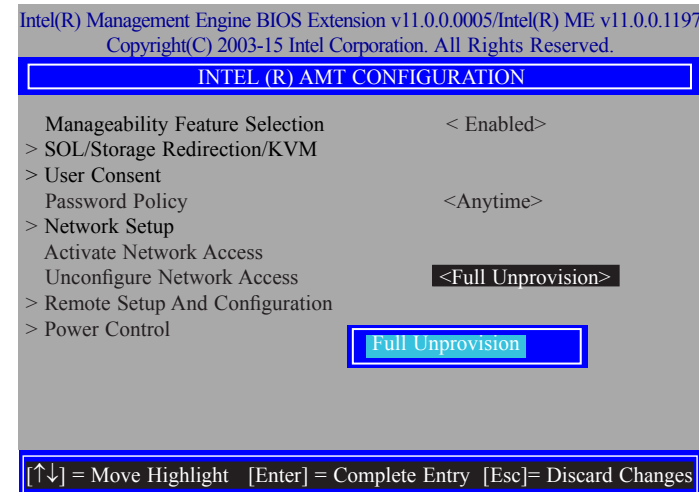 Intel(R) Management Engine BIOS Extension v11.0.0.0005/Intel(R) ME v11.0.0.1197
Copyright(C) 2003-15 Intel Corporation. All Rights Reserved.
INTEL (R) AMT CONFIGURATION
Manageability Feature Selection < Enabled>
> SOL/Storage Redirection/KVM
> User Consent
Password Policy <Anytime>
> Network Setup
Activate Network Access
Unconfigure Network Access <Full Unprovision>
> Remote Setup And Configuration
> Power Control
Full Unprovision
[↑↓] = Move Highlight [Enter] = Complete Entry [Esc]= Discard Changes